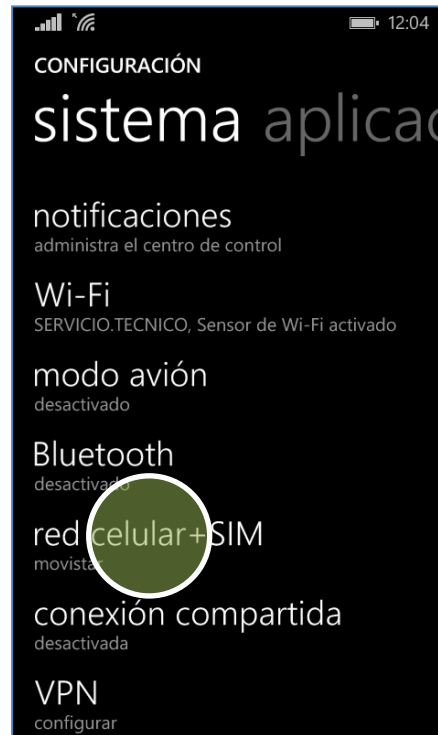 12:04
CONFIGURACIÓN
sistema aplicac
notificaciones
administra el centro de control
Wi-Fi
SERVICIO.TECNICO, Sensor de Wi-Fi activado
modo avión
desactivado
Bluetooth
desactivado
red celular+SIM
movistar
conexión compartida
desactivada
VPN
configurar